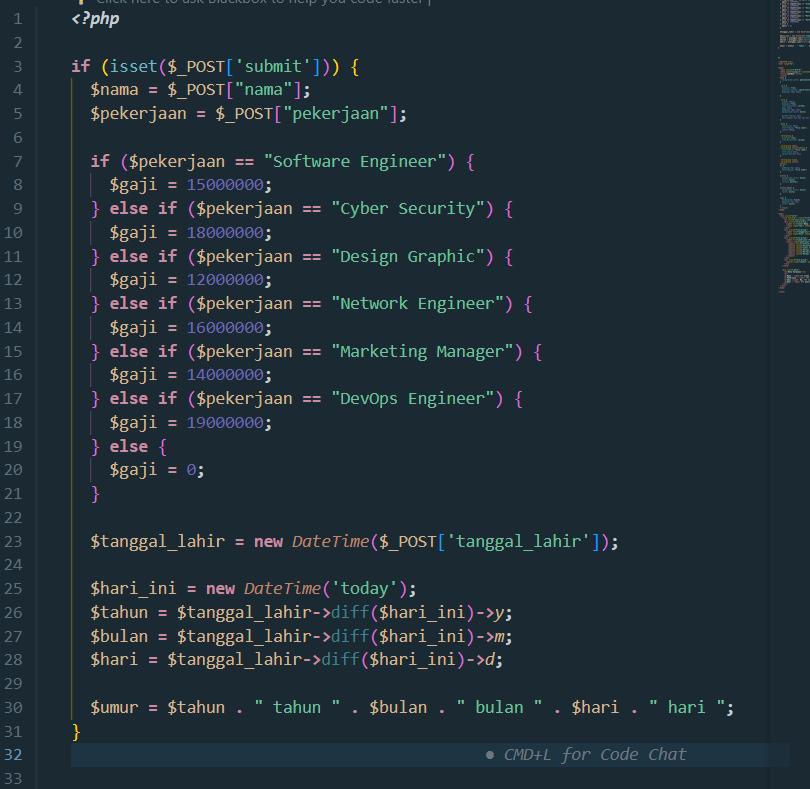 Click here to ask Blackbox to help you code faster
1 <?php
2
3 if (isset($_POST['submit'])) {
4   $nama = $_POST["nama"];
5   $pekerjaan = $_POST["pekerjaan"];
6
7   if ($pekerjaan == "Software Engineer") {
8     $gaji = 15000000;
9   } else if ($pekerjaan == "Cyber Security") {
10     $gaji = 18000000;
11   } else if ($pekerjaan == "Design Graphic") {
12     $gaji = 12000000;
13   } else if ($pekerjaan == "Network Engineer") {
14     $gaji = 16000000;
15   } else if ($pekerjaan == "Marketing Manager") {
16     $gaji = 14000000;
17   } else if ($pekerjaan == "DevOps Engineer") {
18     $gaji = 19000000;
19   } else {
20     $gaji = 0;
21   }
22
23   $tanggal_lahir = new DateTime($_POST['tanggal_lahir']);
24
25   $hari_ini = new DateTime('today');
26   $tahun = $tanggal_lahir->diff($hari_ini)->y;
27   $bulan = $tanggal_lahir->diff($hari_ini)->m;
28   $hari = $tanggal_lahir->diff($hari_ini)->d;
29
30   $umur = $tahun . " tahun " . $bulan . " bulan " . $hari . " hari ";
31 }
32 ● CMD+L for Code Chat
33